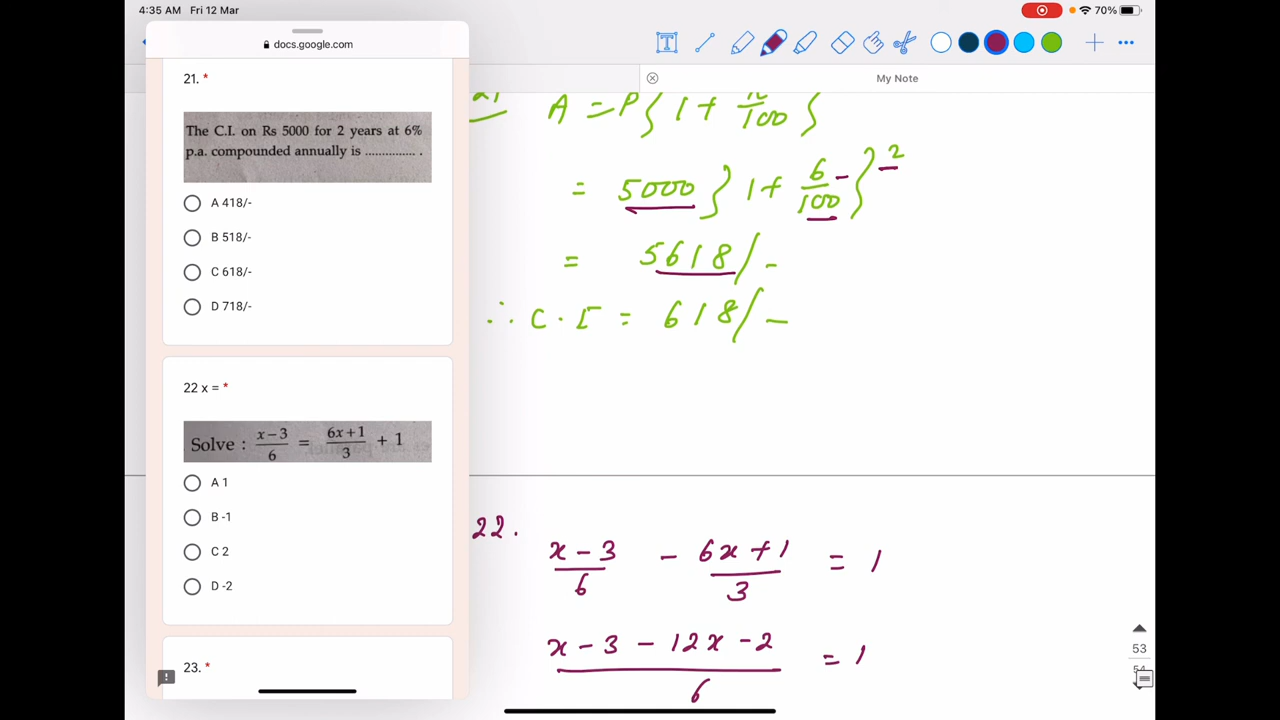 4:35 AM Fri 12 Mar
70%
docs.google.com
My Note
21. *
The C.I. on Rs 5000 for 2 years at 6%
p.a. compounded annually is ............... .
A 418/-
B 518/-
C 618/-
D 718/-
22 x = *
Solve : x-3/6 = 6x+1/3 + 1
A 1
B -1
C 2
D -2
23. *
A = P{ 1 + /100 }
= 5000 } 1 + 6/100 }²
= 5618/-
∴ C.I = 618/-
22.
x - 3/6 - 6x + 1/3 = 1
x - 3 - 12x - 2/6 = 1
53